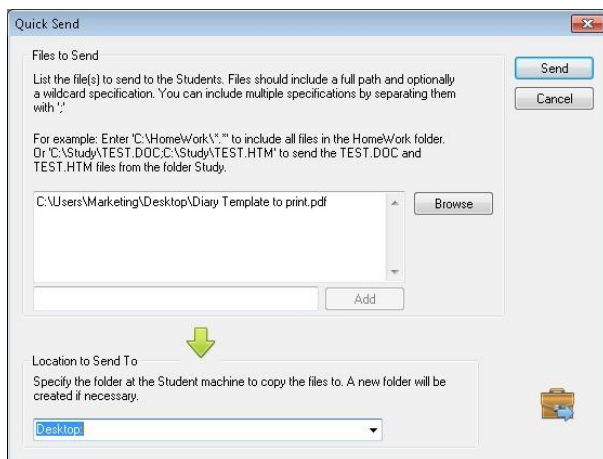 Quick Send
Files to Send
List the file(s) to send to the Students. Files should include a full path and optionally
a wildcard specification. You can include multiple specifications by separating them
with ';'
For example: Enter 'C:\HomeWork\*.*' to include all files in the HomeWork folder.
Or 'C:\Study\TEST.DOC;C:\Study\TEST.HTM' to send the TEST.DOC and
TEST.HTM files from the folder Study.
C:\Users\Marketing\Desktop\Diary Template to print.pdf
Add
Send
Cancel
Browse
Location to Send To
Specify the folder at the Student machine to copy the files to. A new folder will be
created if necessary.
Desktop: